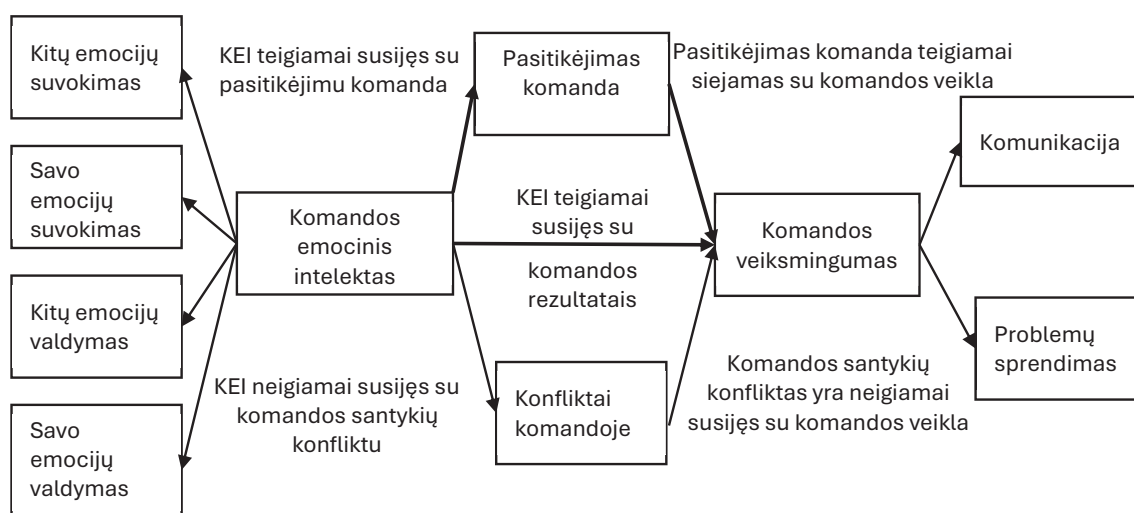 Kitų emocijų
suvokimas
Savo
emocijų
suvokimas
Kitų emocijų
valdymas
Savo
emocijų
valdymas
KEI teigiamai susijęs su
pasitikėjimu komanda
Komandos
emocinis
intelektas
KEI neigiamai susijęs su
komandos santykių
konfliktu
Pasitikėjimas
komanda
KEI teigiamai
susijęs su
komandos
rezultatais
Konfliktai
komandoje
Pasitikėjimas komanda teigiamai
siejamas su komandos veikla
Komandos
veiksmingumas
Komandos santykių
konfliktas yra neigiamai
susijęs su komandos veikla
Komunikacija
Problemų
sprendimas